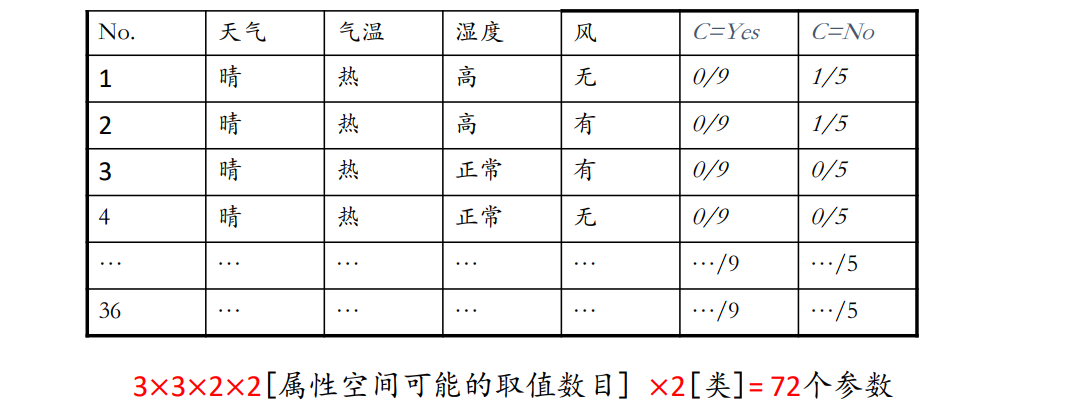 No. 天气 气温 湿度 风 C=Yes C=No
1 晴 热 高 无 0/9 1/5
2 晴 热 高 有 0/9 1/5
3 晴 热 正常 有 0/9 0/5
4 晴 热 正常 无 0/9 0/5
… … … … … …/9 …/5
36 … … … … …/9 …/5
3×3×2×2[属性空间可能的取值数目] ×2[类]= 72个参数